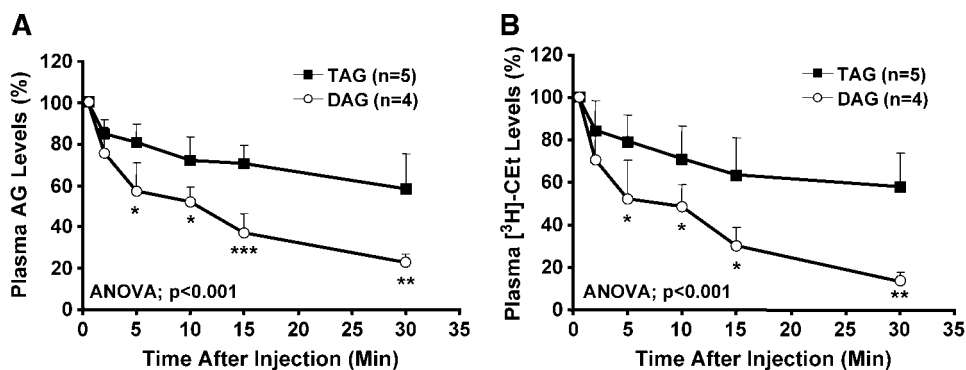 A
Plasma AG Levels (%)
120
100
80
60
40
20
0
TAG (n=5)
DAG (n=4)
*
*
***
**
ANOVA; p<0.001
0 5 10 15 20 25 30 35
Time After Injection (Min)
B
Plasma [³H]-CEt Levels (%)
120
100
80
60
40
20
0
TAG (n=5)
DAG (n=4)
*
*
*
**
ANOVA; p<0.001
0 5 10 15 20 25 30 35
Time After Injection (Min)